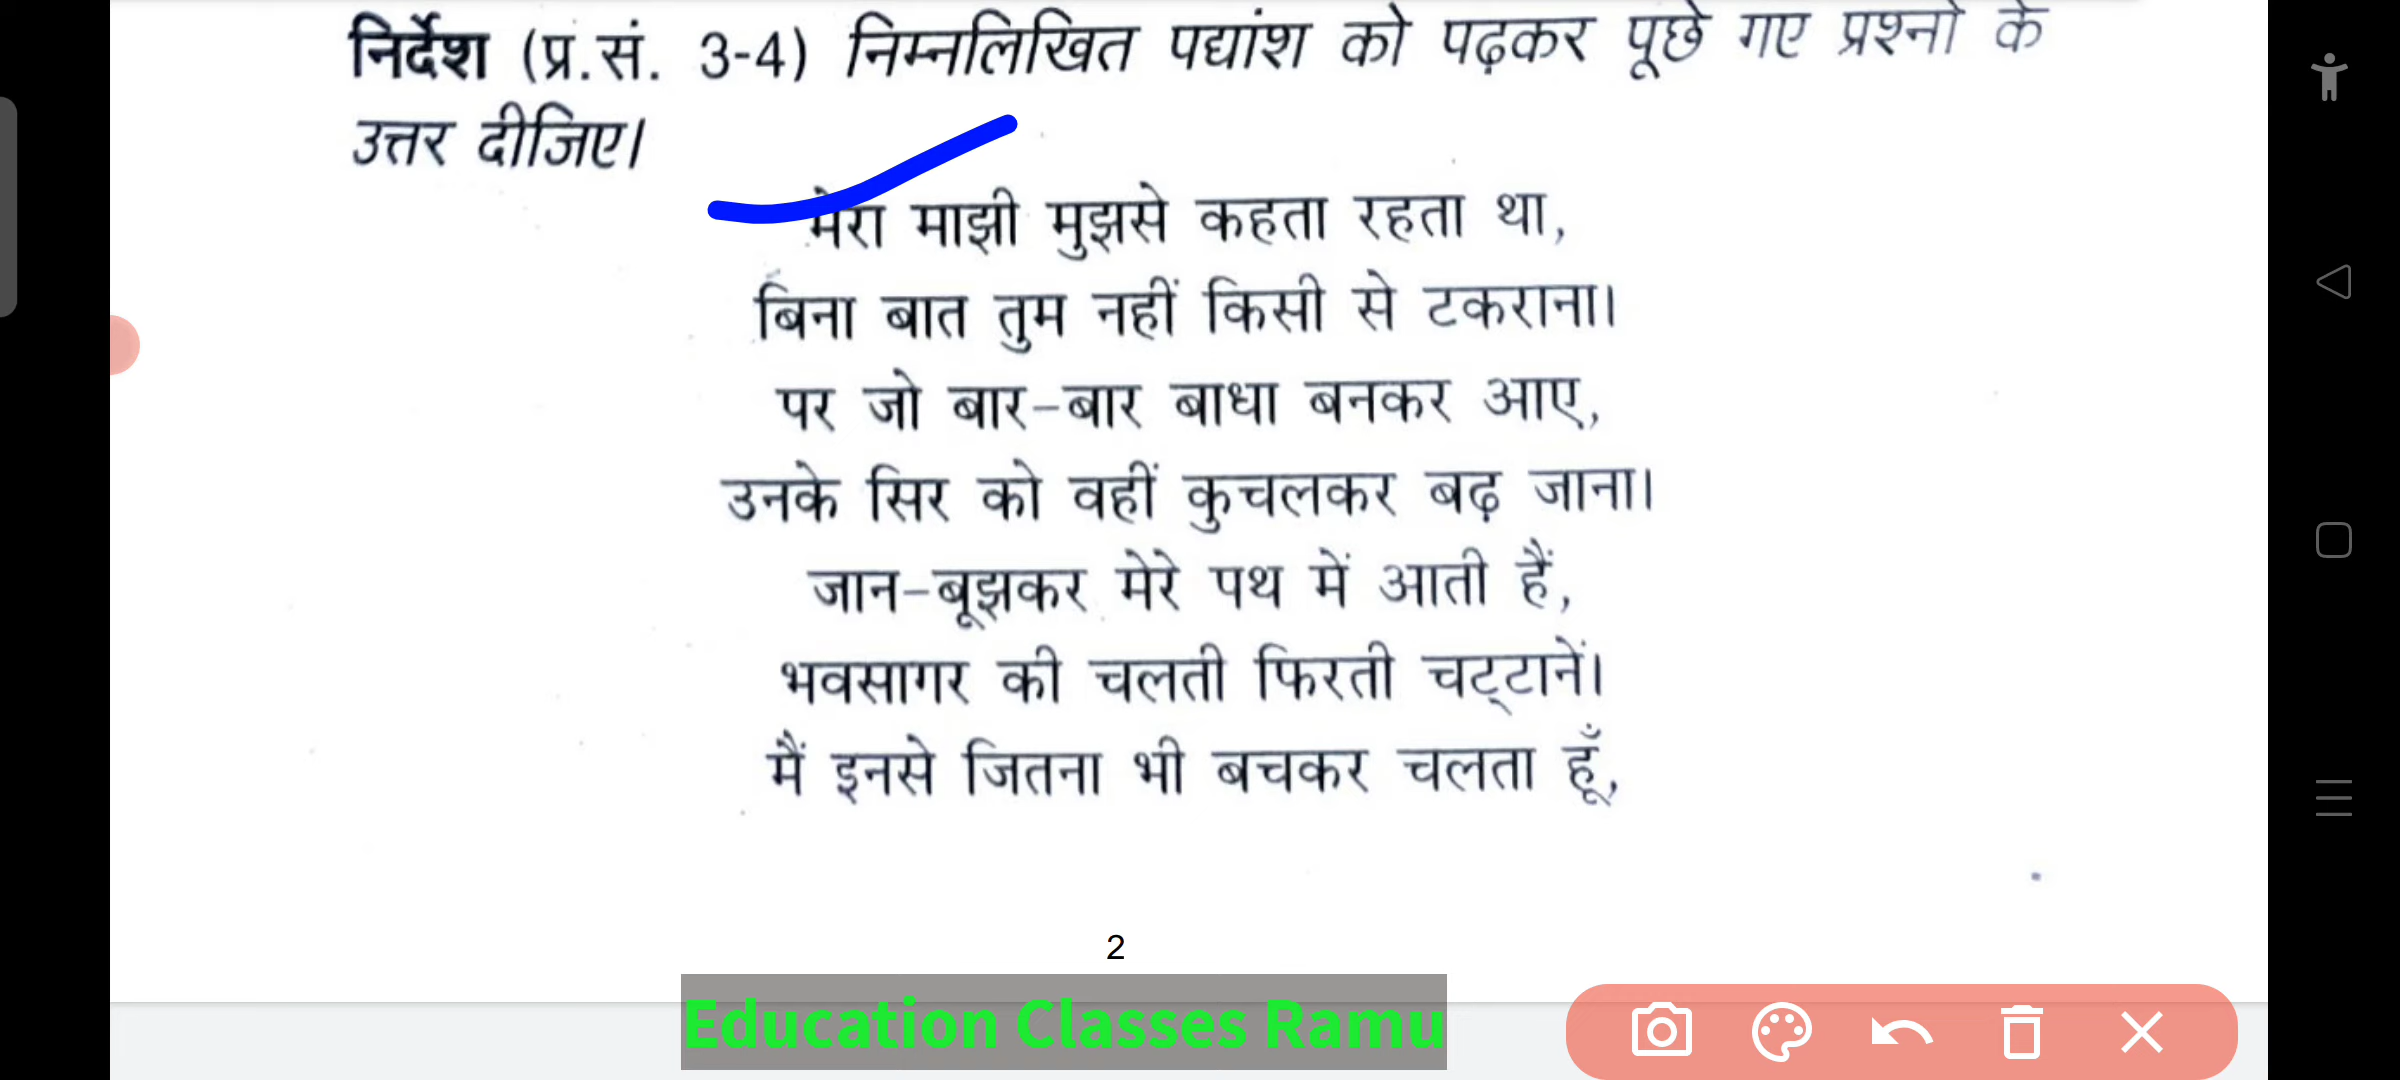 निर्देश (प्र.सं. 3-4) निम्नलिखित पद्यांश को पढ़कर पूछे गए प्रश्नों के
उत्तर दीजिए।
मेरा माझी मुझसे कहता रहता था,
बिना बात तुम नहीं किसी से टकराना।
पर जो बार-बार बाधा बनकर आए,
उनके सिर को वहीं कुचलकर बढ़ जाना।
जान-बूझकर मेरे पथ में आती हैं,
भवसागर की चलती फिरती चट्टानें।
मैं इनसे जितना भी बचकर चलता हूँ,
2
Education Classes Ramu